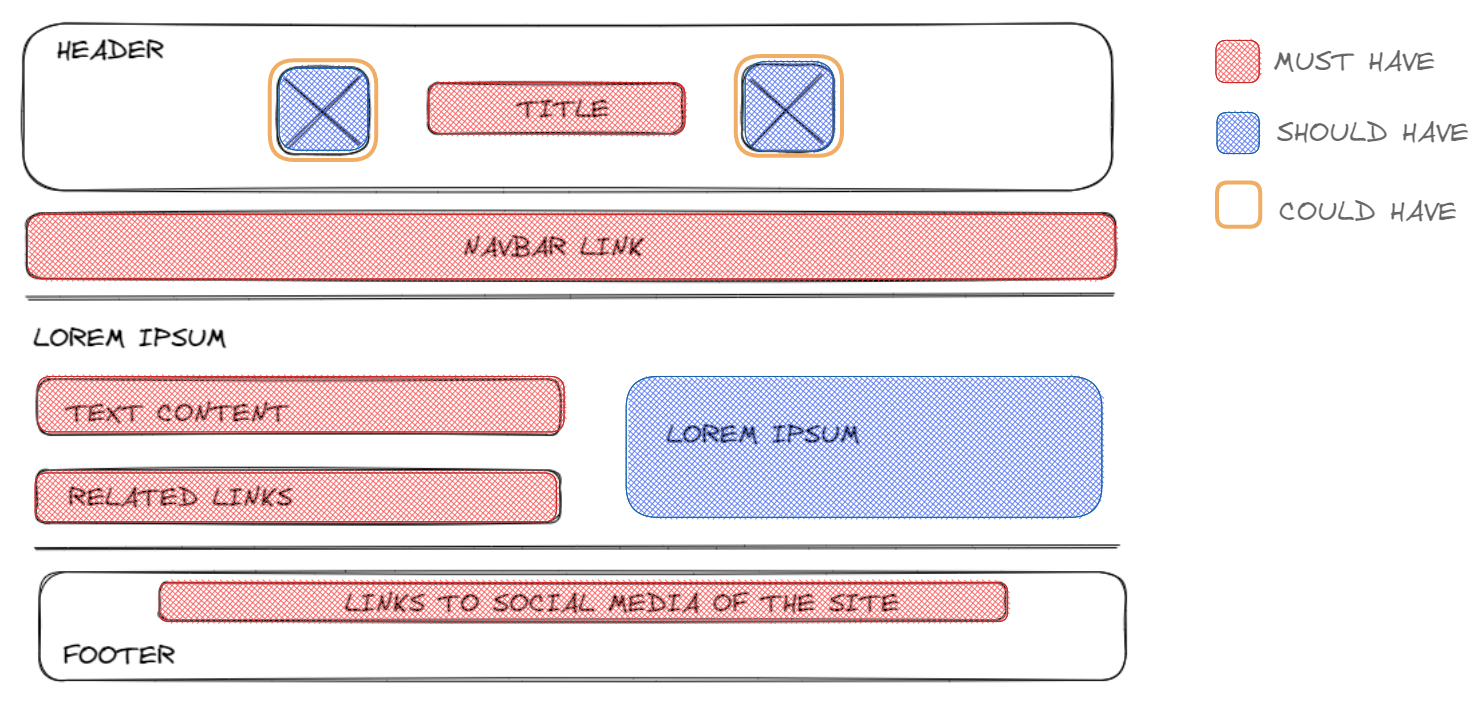 HEADER
TITLE
NAVBAR LINK
LOREM IPSUM
TEXT CONTENT
RELATED LINKS
LOREM IPSUM
LINKS TO SOCIAL MEDIA OF THE SITE
FOOTER
MUST HAVE
SHOULD HAVE
COULD HAVE